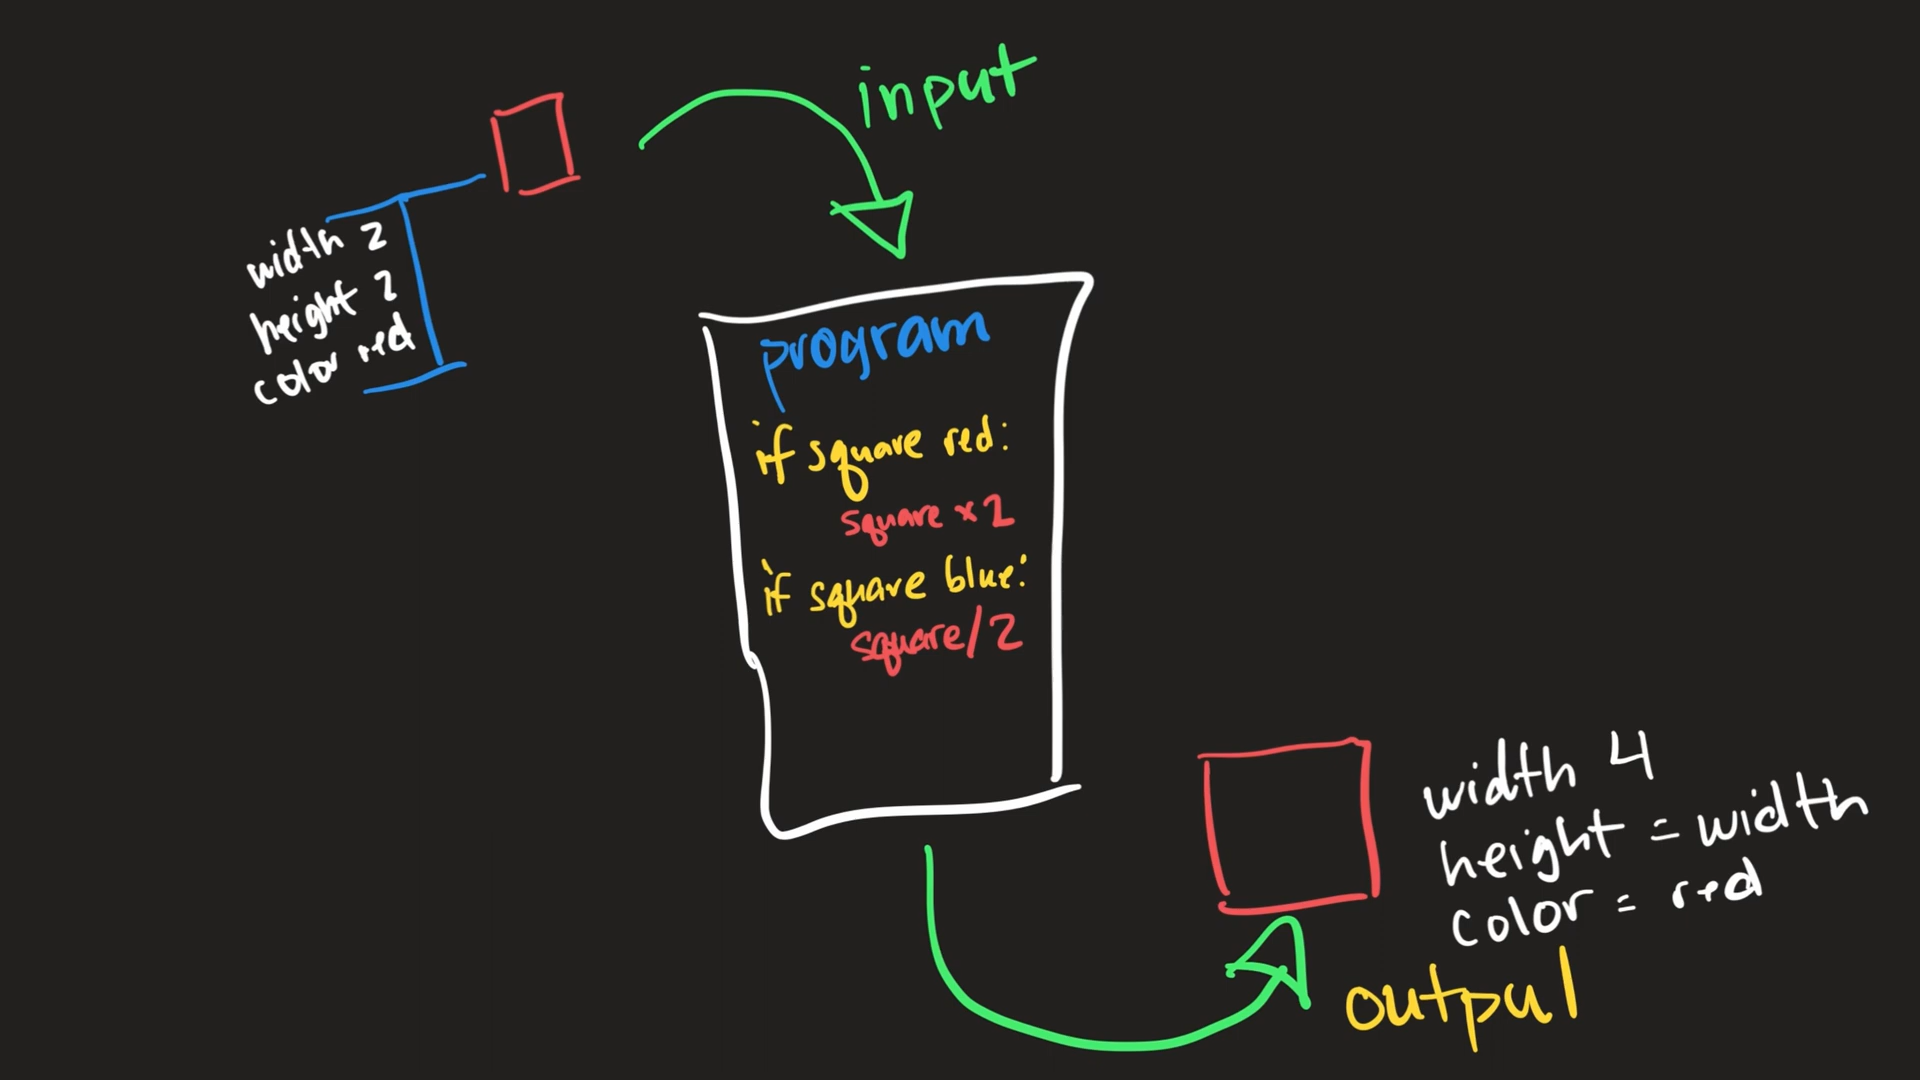 input
width 2
height 2
color red
program
if square red:
square x 2
if square blue:
square/2
width 4
height = width
color = red
outpul